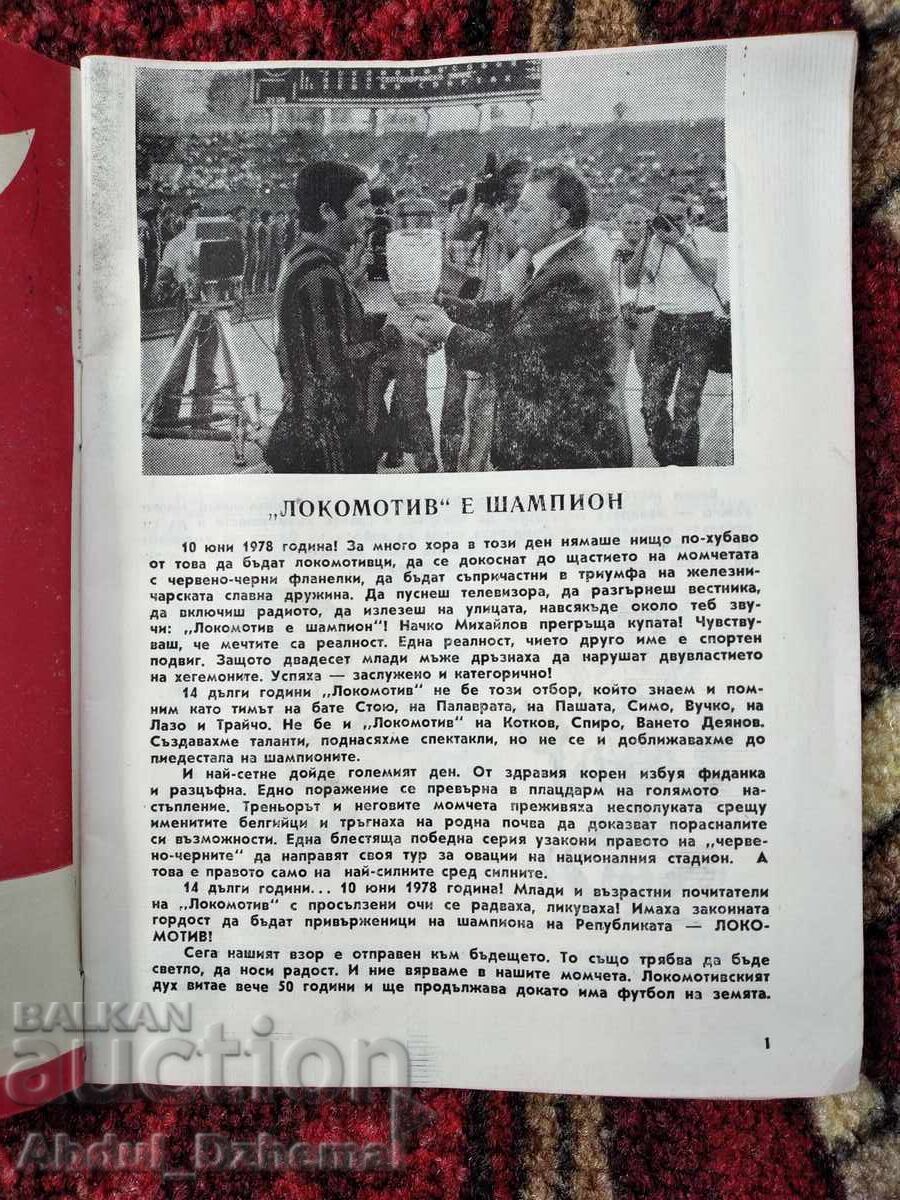 „ЛОКОМОТИВ“ Е ШАМПИОН
10 юни 1978 година! За много хора в този ден нямаше нищо по-хубаво
от това да бъдат локомотивци, да се докоснат до щастието на момчетата
с червено-черни фланелки, да бъдат съпричастни в триумфа на железни-
чарската славна дружина. Да пуснеш телевизора, да разгърнеш вестника,
да включиш радиото, да излезеш на улицата, навсякъде около теб зву-
чи: „Локомотив е шампион“! Начко Михайлов прегръща купата! Чувству-
ваш, че мечтите са реалност. Една реалност, чието друго име е спортен
подвиг. Защото двадесет млади мъже дръзнаха да нарушат двувластието
на хегемоните. Успяха — заслужено и категорично!
14 дълги години „Локомотив“ не бе този отбор, който знаем и пом-
ним като тимът на бате Стою, на Палаврата, на Пашата, Симо, Вучко, на
Лазо и Трайчо. Не бе и „Локомотив“ на Котков, Спиро, Ването Деянов.
Създавахме таланти, поднасяхме спектакли, но не се и доближавахме до
пиедестала на шампионите.
И най-сетне дойде големият ден. От здравия корен избуя фиданка
и разцъфна. Едно поражение се превърна в плацдарм на голямото на-
стъпление. Треньорът и неговите момчета преживяха несполуката срещу
именитите белгийци и тръгнаха на родна почва да доказват порасналите
си възможности. Една блестяща победна серия узакони правото на „черве-
но-черните“ да направят своя тур за овации на националния стадион. А
това е правото само на най-силните сред силните.
14 дълги години... 10 юни 1978 година! Млади и възрастни почитатели
на „Локомотив“ с просълзени очи се радваха, ликуваха! Имаха законната
гордост да бъдат привърженици на шампиона на Републиката — ЛОКО-
МОТИВ!
Сега нашият взор е отправен към бъдещето. То също трябва да бъде
светло, да носи радост. И ние вярваме в нашите момчета. Локомотивският
дух витае вече 50 години и ще продължава докато има футбол на земята.
1
BALKAN
auction
Abdul_Dzhemal